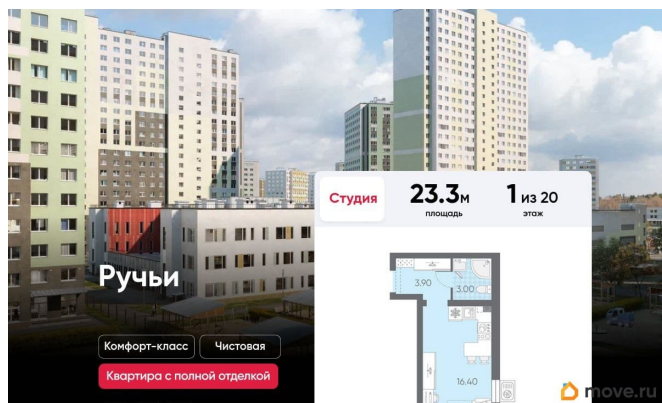 Студия
23.3м
площадь
1 из 20
этаж
Ручьи
3.90
3.00
16.40
Комфорт-класс
Чистовая
Квартира с полной отделкой
move.ru